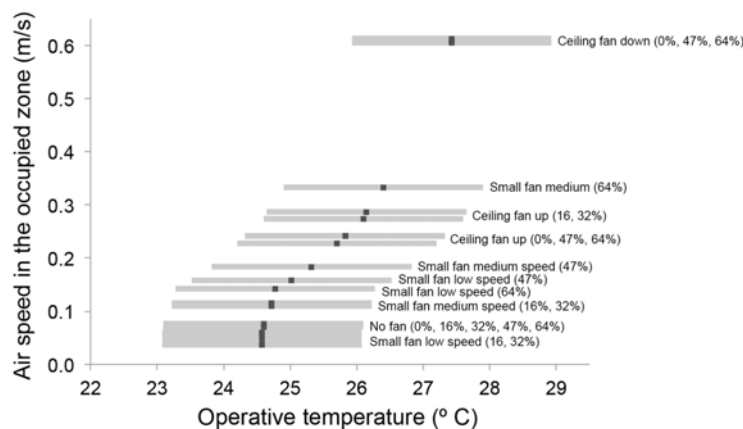 Air speed in the occupied zone (m/s)
0.6
0.5
0.4
0.3
0.2
0.1
0.0
Ceiling fan down (0%, 47%, 64%)
Small fan medium (64%)
Ceiling fan up (16, 32%)
Ceiling fan up (0%, 47%, 64%)
Small fan medium speed (47%)
Small fan low speed (47%)
Small fan low speed (64%)
Small fan medium speed (16%, 32%)
No fan (0%, 16%, 32%, 47%, 64%)
Small fan low speed (16, 32%)
22 23 24 25 26 27 28 29
Operative temperature (º C)